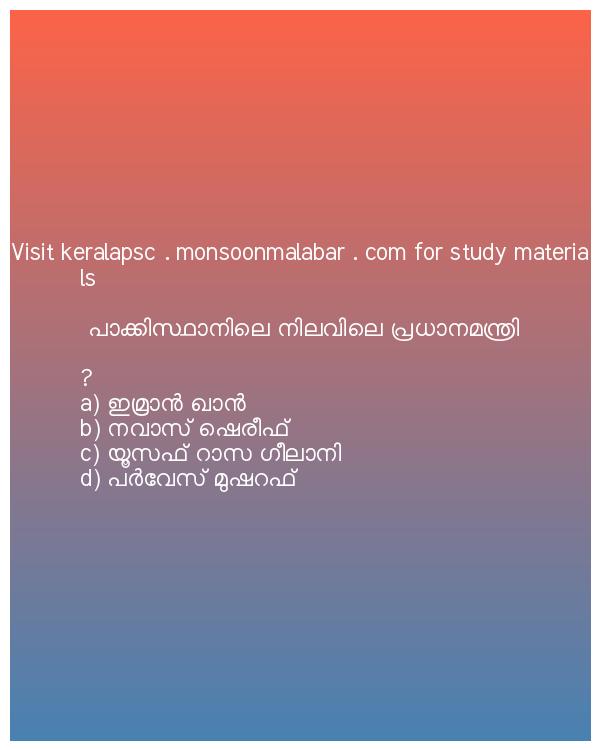 Visit keralapsc . monsoonmalabar . com for study materia
ls
പാക്കിസ്ഥാനിലെ നിലവിലെ പ്രധാനമന്ത്രി
?
a) ഇമ്രാൻ ഖാൻ
b) നവാസ് ഷെരീഫ്
c) യൂസഫ് റാസ ഗീലാനി
d) പർവേസ് മുഷറഫ്